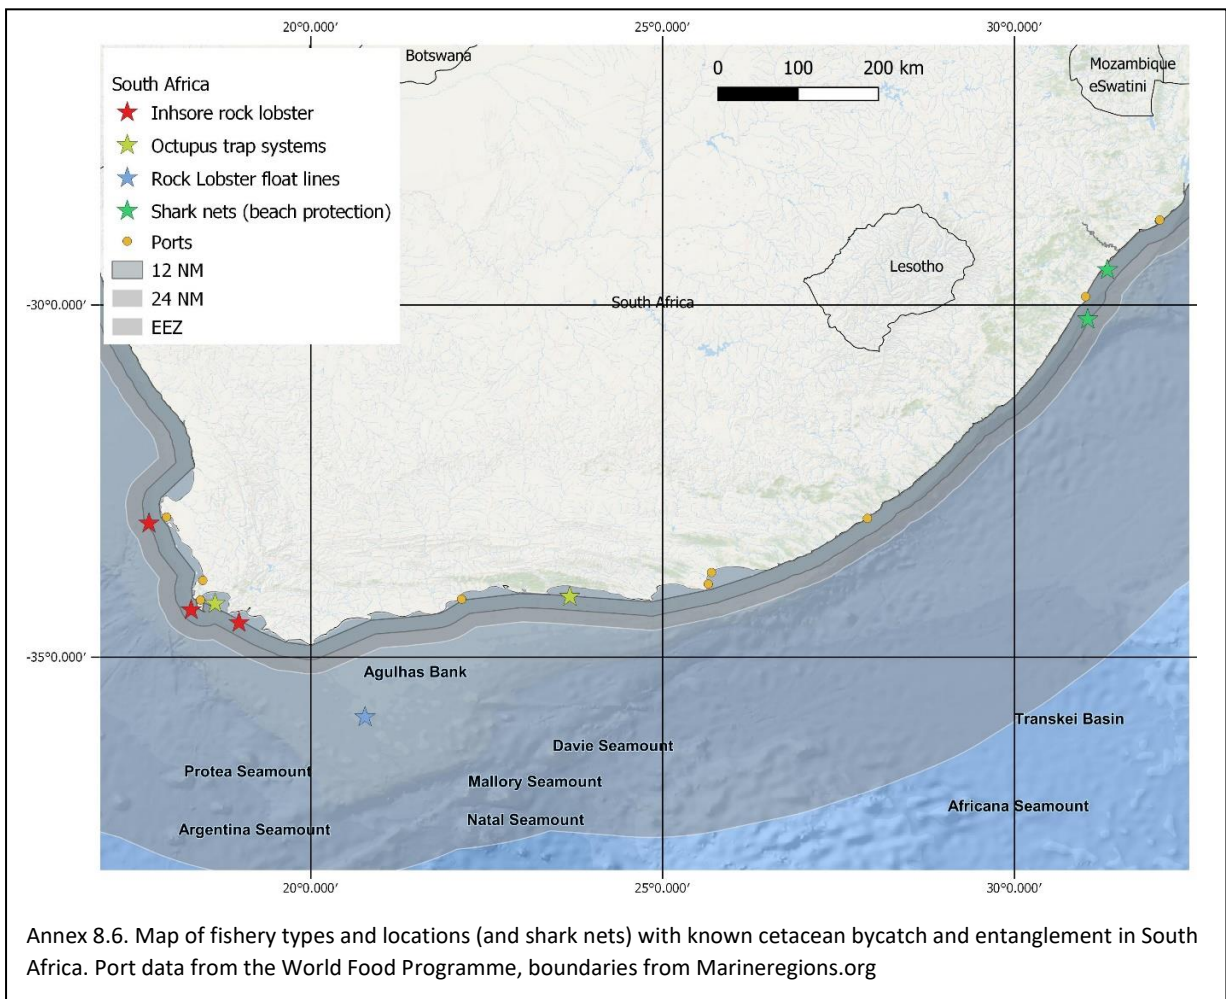 20°0.000′ 25°0.000′ 30°0.000′
Botswana
0 100 200 km
Mozambique
eSwatini
South Africa
Inhsore rock lobster
Octupus trap systems
Rock Lobster float lines
Shark nets (beach protection)
Ports
12 NM
24 NM
EEZ
Lesotho
-30°0.000′
South Africa
-35°0.000′
Agulhas Bank
Transkei Basin
Davie Seamount
Protea Seamount
Mallory Seamount
Africana Seamount
Natal Seamount
Argentina Seamount
20°0.000′ 25°0.000′ 30°0.000′
Annex 8.6. Map of fishery types and locations (and shark nets) with known cetacean bycatch and entanglement in South
Africa. Port data from the World Food Programme, boundaries from Marineregions.org